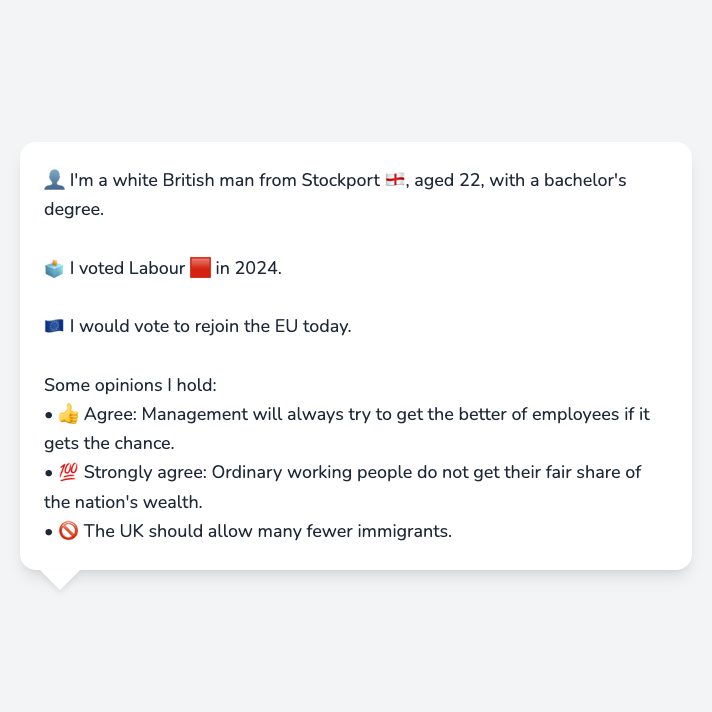 👤 I'm a white British man from Stockport 🏴󠁧󠁢󠁥󠁮󠁧󠁿, aged 22, with a bachelor's
degree.
🗳️ I voted Labour 🟥 in 2024.
🇪🇺 I would vote to rejoin the EU today.
Some opinions I hold:
• 👍 Agree: Management will always try to get the better of employees if it
gets the chance.
• 💯 Strongly agree: Ordinary working people do not get their fair share of
the nation's wealth.
• 🚫 The UK should allow many fewer immigrants.